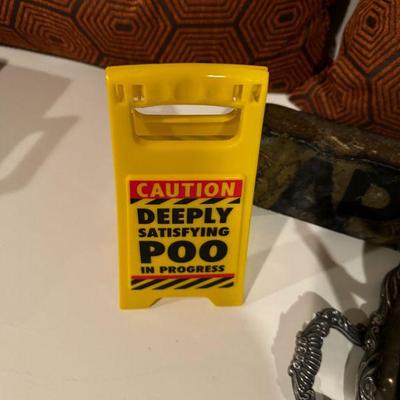 CAUTION
DEEPLY
SATISFYING
POO
IN PROGRESS